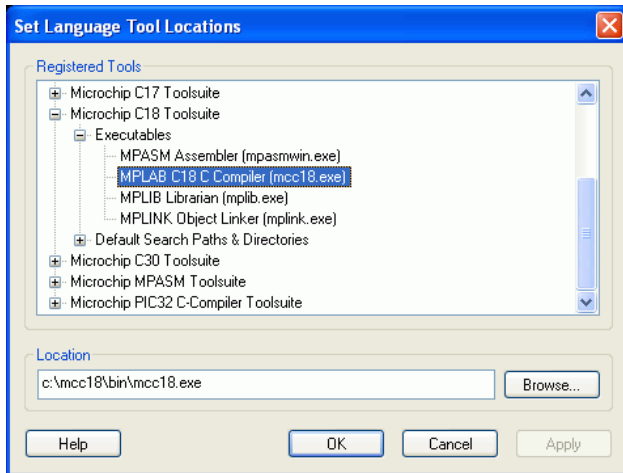 Set Language Tool Locations
Registered Tools
Microchip C17 Toolsuite
Microchip C18 Toolsuite
Executables
MPASM Assembler (mpasmwin.exe)
MPLAB C18 C Compiler (mcc18.exe)
MPLIB Librarian (mplib.exe)
MPLINK Object Linker (mplink.exe)
Default Search Paths & Directories
Microchip C30 Toolsuite
Microchip MPASM Toolsuite
Microchip PIC32 C-Compiler Toolsuite
Location
c:\mcc18\bin\mcc18.exe
Browse...
Help
OK
Cancel
Apply